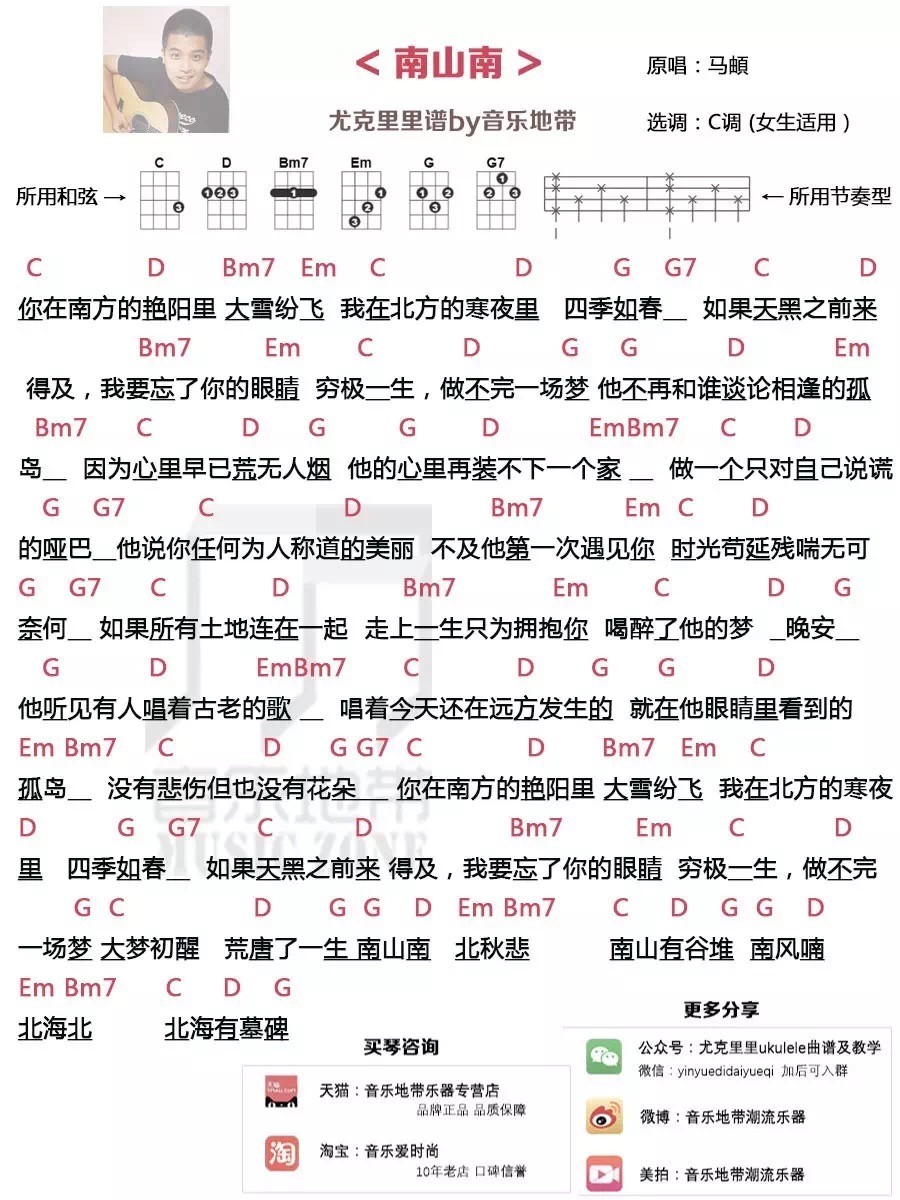 < 南山南 >
原唱：马頔
尤克里里谱by音乐地带
选调：C调 (女生适用 )
C D Bm7 Em G G7
所用和弦 →
3 1 2 3 1 1 2 3 1 2 3 1 2 3
← 所用节奏型
C D Bm7 Em C D G G7 C D
你在南方的艳阳里 大雪纷飞 我在北方的寒夜里 四季如春__ 如果天黑之前来
Bm7 Em C D G G D Em
得及，我要忘了你的眼睛 穷极一生，做不完一场梦 他不再和谁谈论相逢的孤
Bm7 C D G G D EmBm7 C D
岛__ 因为心里早已荒无人烟 他的心里再装不下一个家 __ 做一个只对自己说谎
G G7 C D Bm7 Em C D
的哑巴__他说你任何为人称道的美丽 不及他第一次遇见你 时光苟延残喘无可
G G7 C D Bm7 Em C D G
奈何__ 如果所有土地连在一起 走上一生只为拥抱你 喝醉了他的梦 _晚安__
G D EmBm7 C D G G D
他听见有人唱着古老的歌 __ 唱着今天还在远方发生的 就在他眼睛里看到的
Em Bm7 C D G G7 C D Bm7 Em C
孤岛__ 没有悲伤但也没有花朵 __ 你在南方的艳阳里 大雪纷飞 我在北方的寒夜
D G G7 C D Bm7 Em C D
里 四季如春__ 如果天黑之前来 得及，我要忘了你的眼睛 穷极一生，做不完
G C D G G D Em Bm7 C D G G D
一场梦 大梦初醒 荒唐了一生 南山南 北秋悲 南山有谷堆 南风喃
Em Bm7 C D G
北海北 北海有墓碑
音乐地带
MUSIC ZONE
买琴咨询
天猫：音乐地带乐器专营店
品牌正品 品质保障
淘
淘宝：音乐爱时尚
10年老店 口碑信誉
更多分享
公众号：尤克里里ukulele曲谱及教学
微信：yinyuedidaiyueqi 加后可入群
微博：音乐地带潮流乐器
美拍：音乐地带潮流乐器